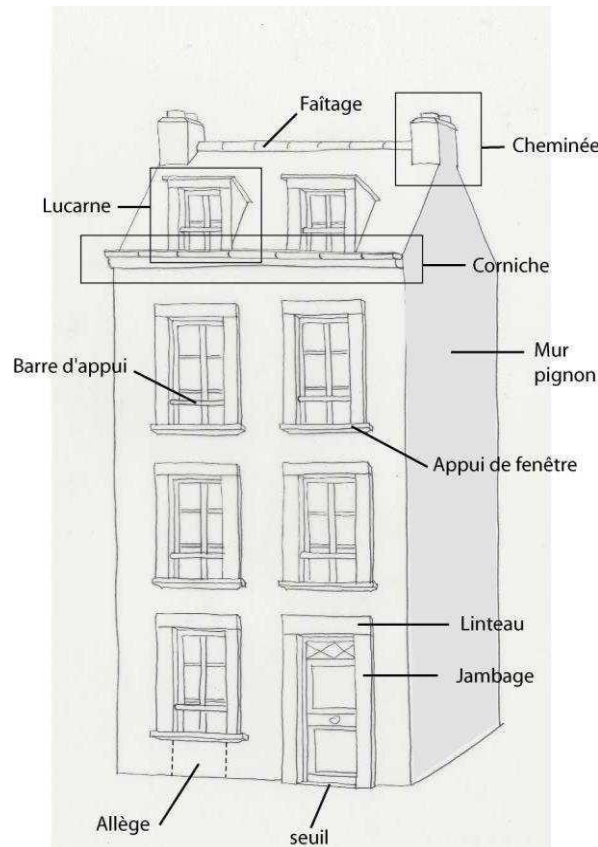 Faîtage
Cheminée
Lucarne
Corniche
Mur
pignon
Barre d'appui
Appui de fenêtre
Linteau
Jambage
Allège
seuil